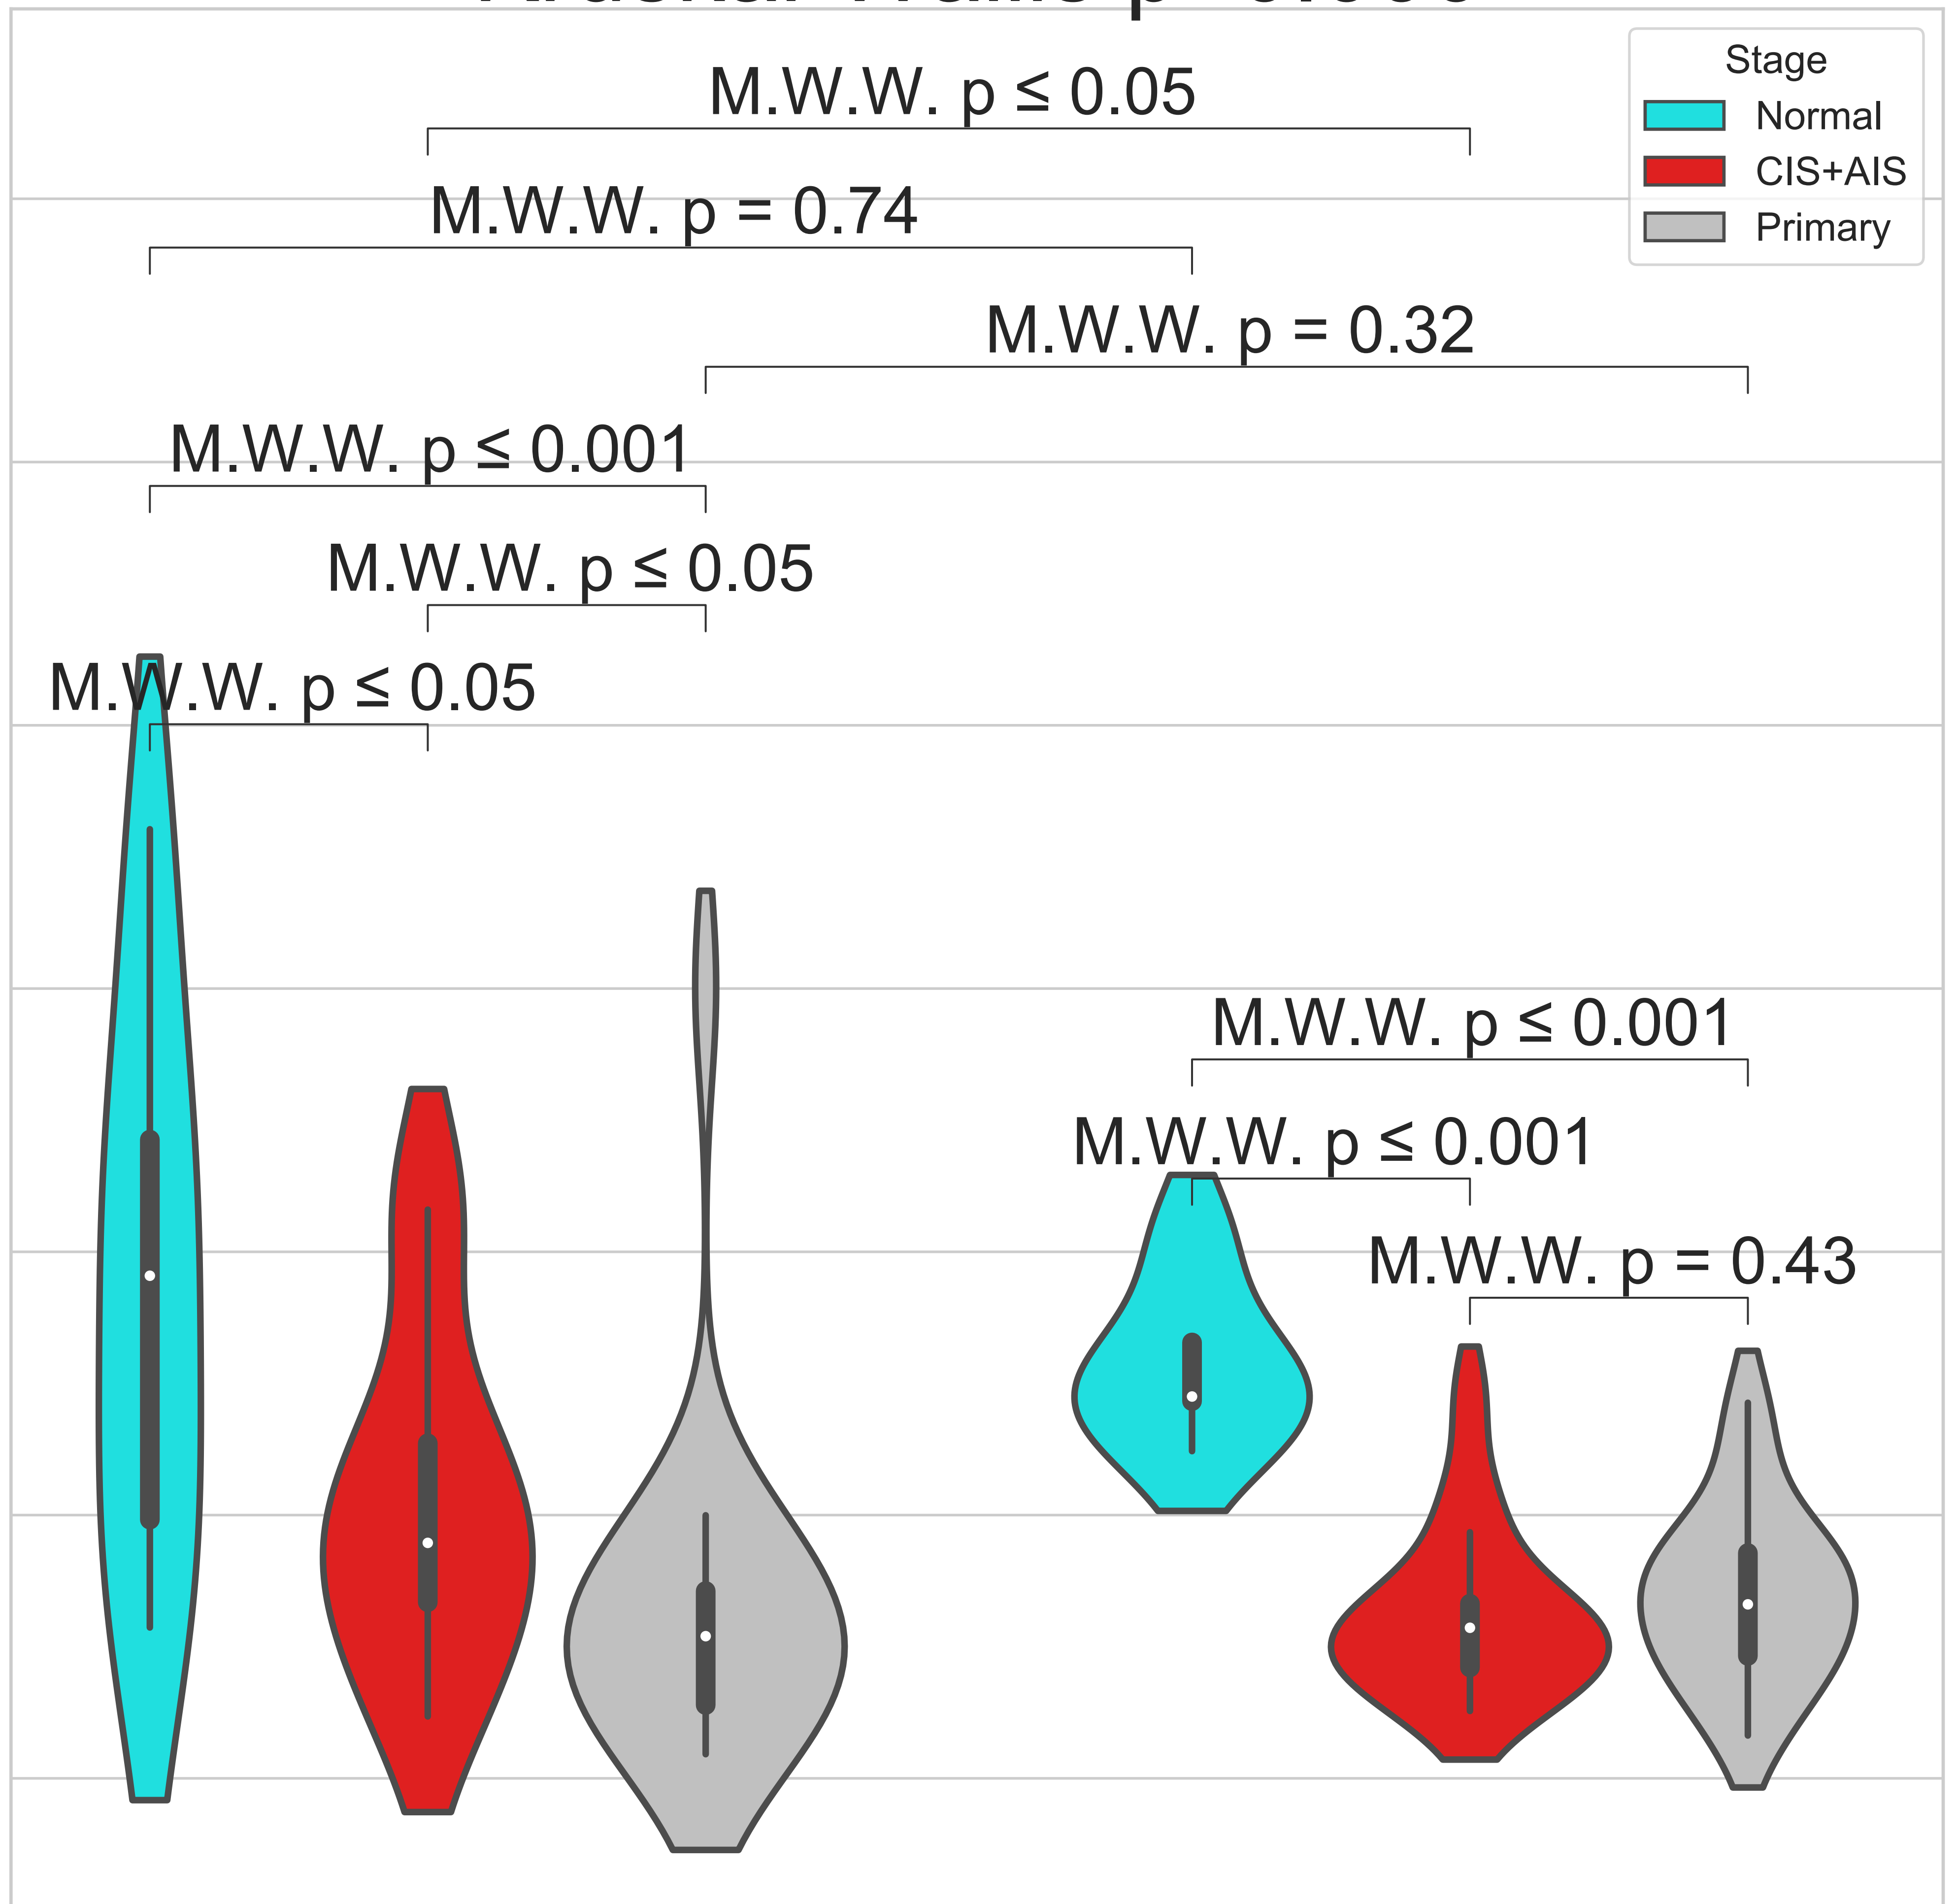 M.W.W. p ≤ 0.05
Stage
Normal
CIS+AIS
Primary
M.W.W. p = 0.74
M.W.W. p = 0.32
M.W.W. p ≤ 0.001
M.W.W. p ≤ 0.05
M.W.W. p ≤ 0.05
M.W.W. p ≤ 0.001
M.W.W. p ≤ 0.001
M.W.W. p = 0.43